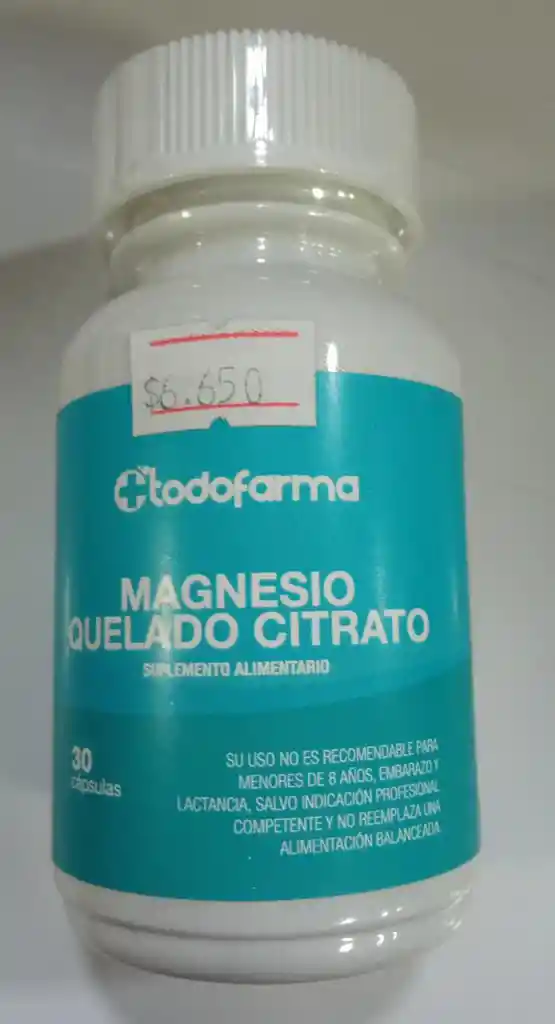 $6.650
todofarma
MAGNESIO
QUELADO CITRATO
SUPLEMENTO ALIMENTARIO
30
cápsulas
SU USO NO ES RECOMENDABLE PARA
MENORES DE 8 AÑOS, EMBARAZO Y
LACTANCIA, SALVO INDICACIÓN PROFESIONAL
COMPETENTE Y NO REEMPLAZA UNA
ALIMENTACIÓN BALANCEADA